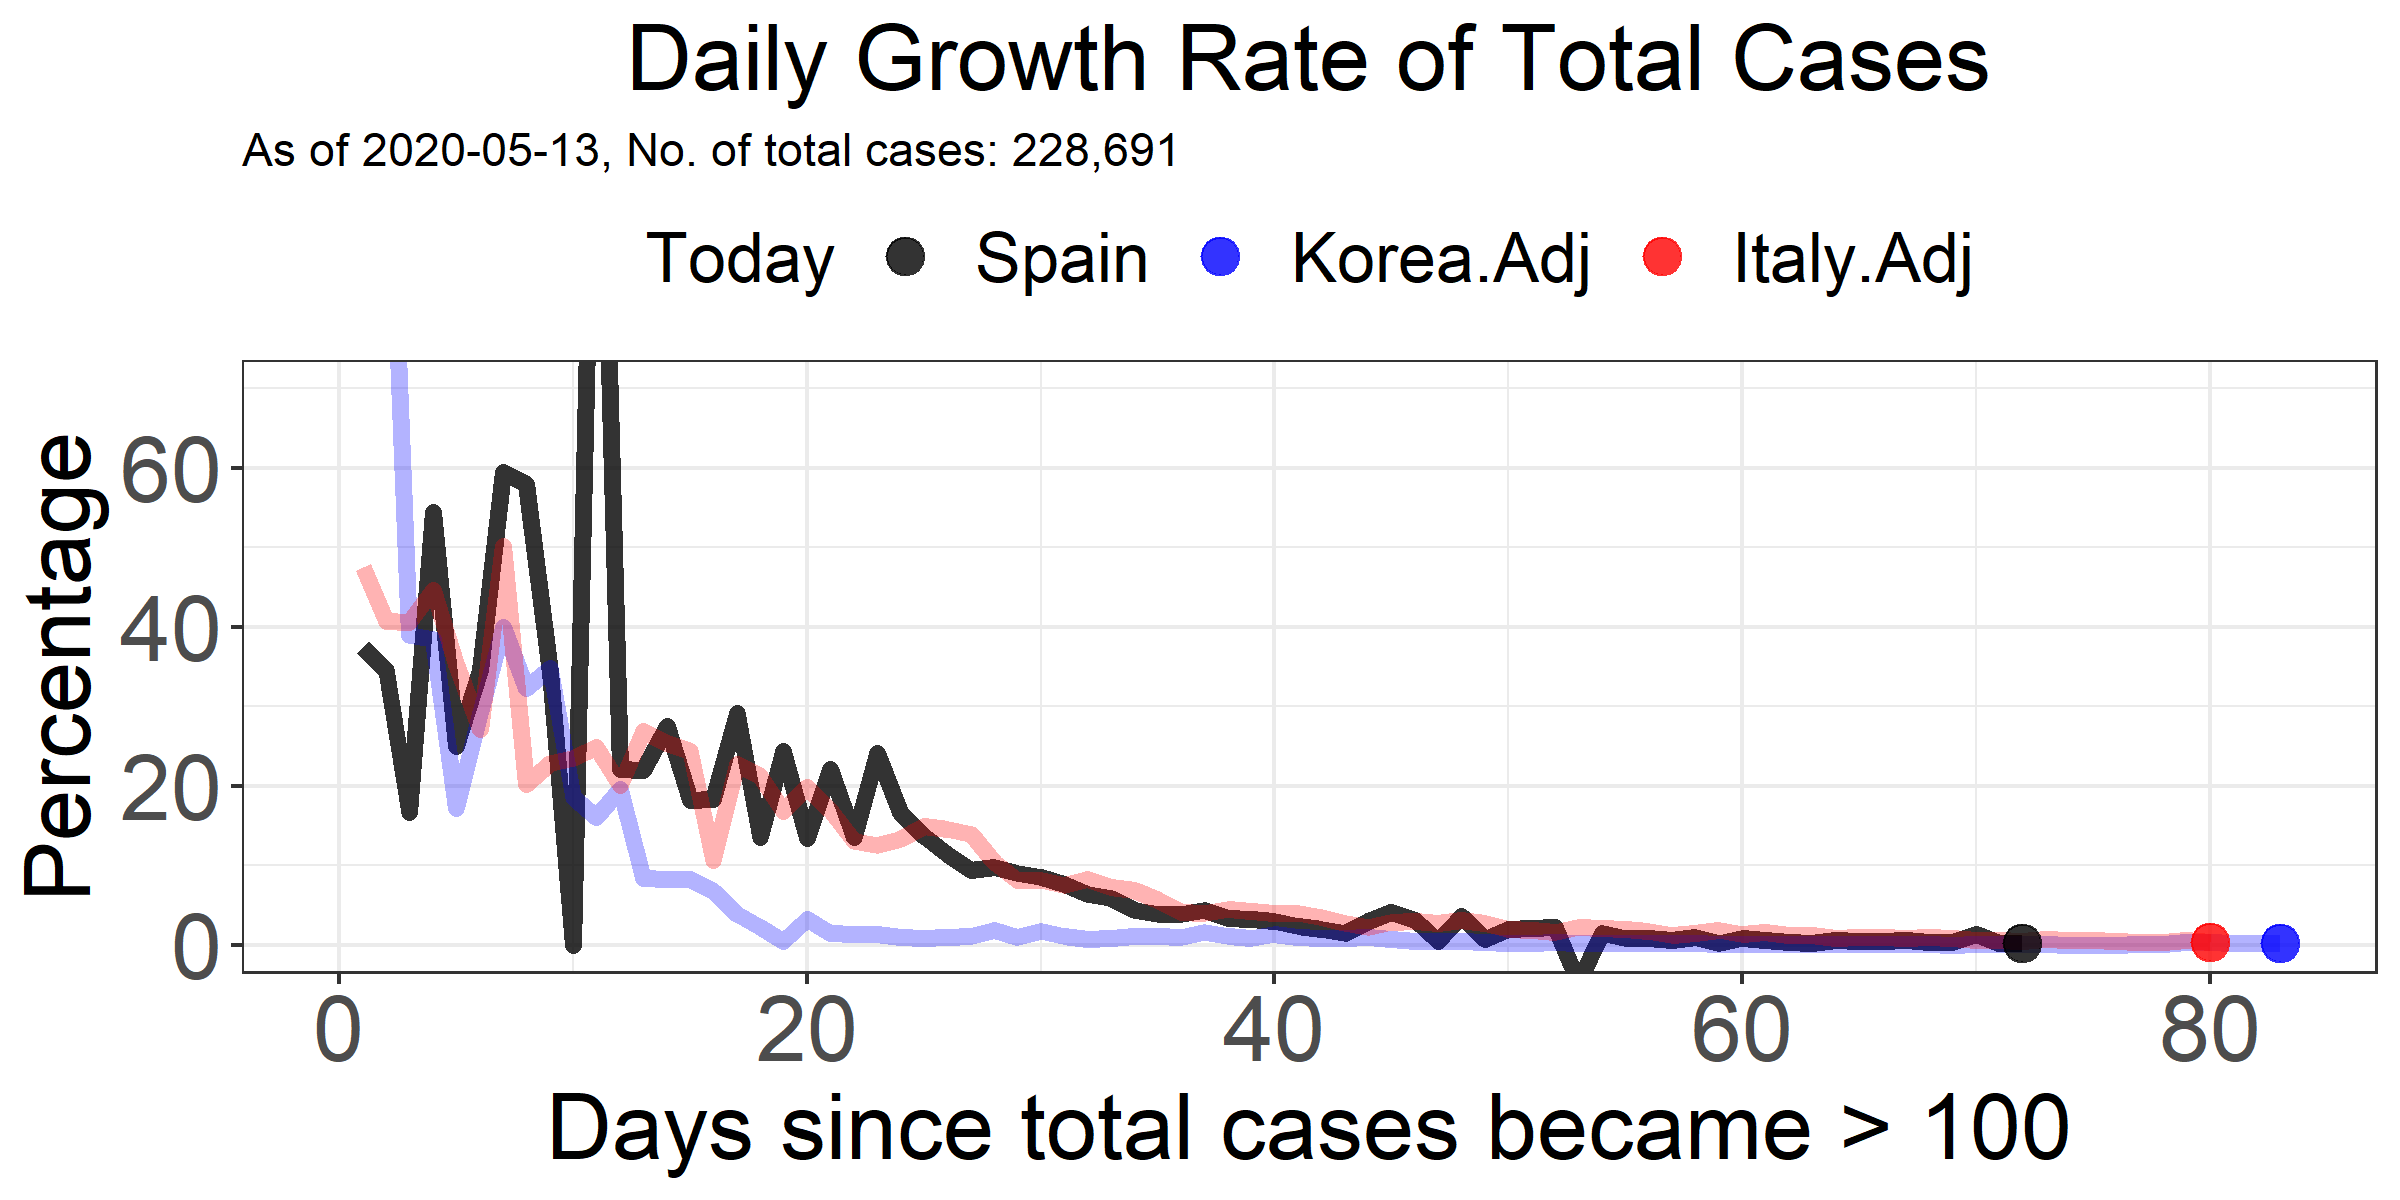 Daily Growth Rate of Total Cases
As of 2020-05-13, No. of total cases: 228,691
Today Spain Korea.Adj Italy.Adj
Percentage
60
40
20
0
0 20 40 60 80
Days since total cases became > 100